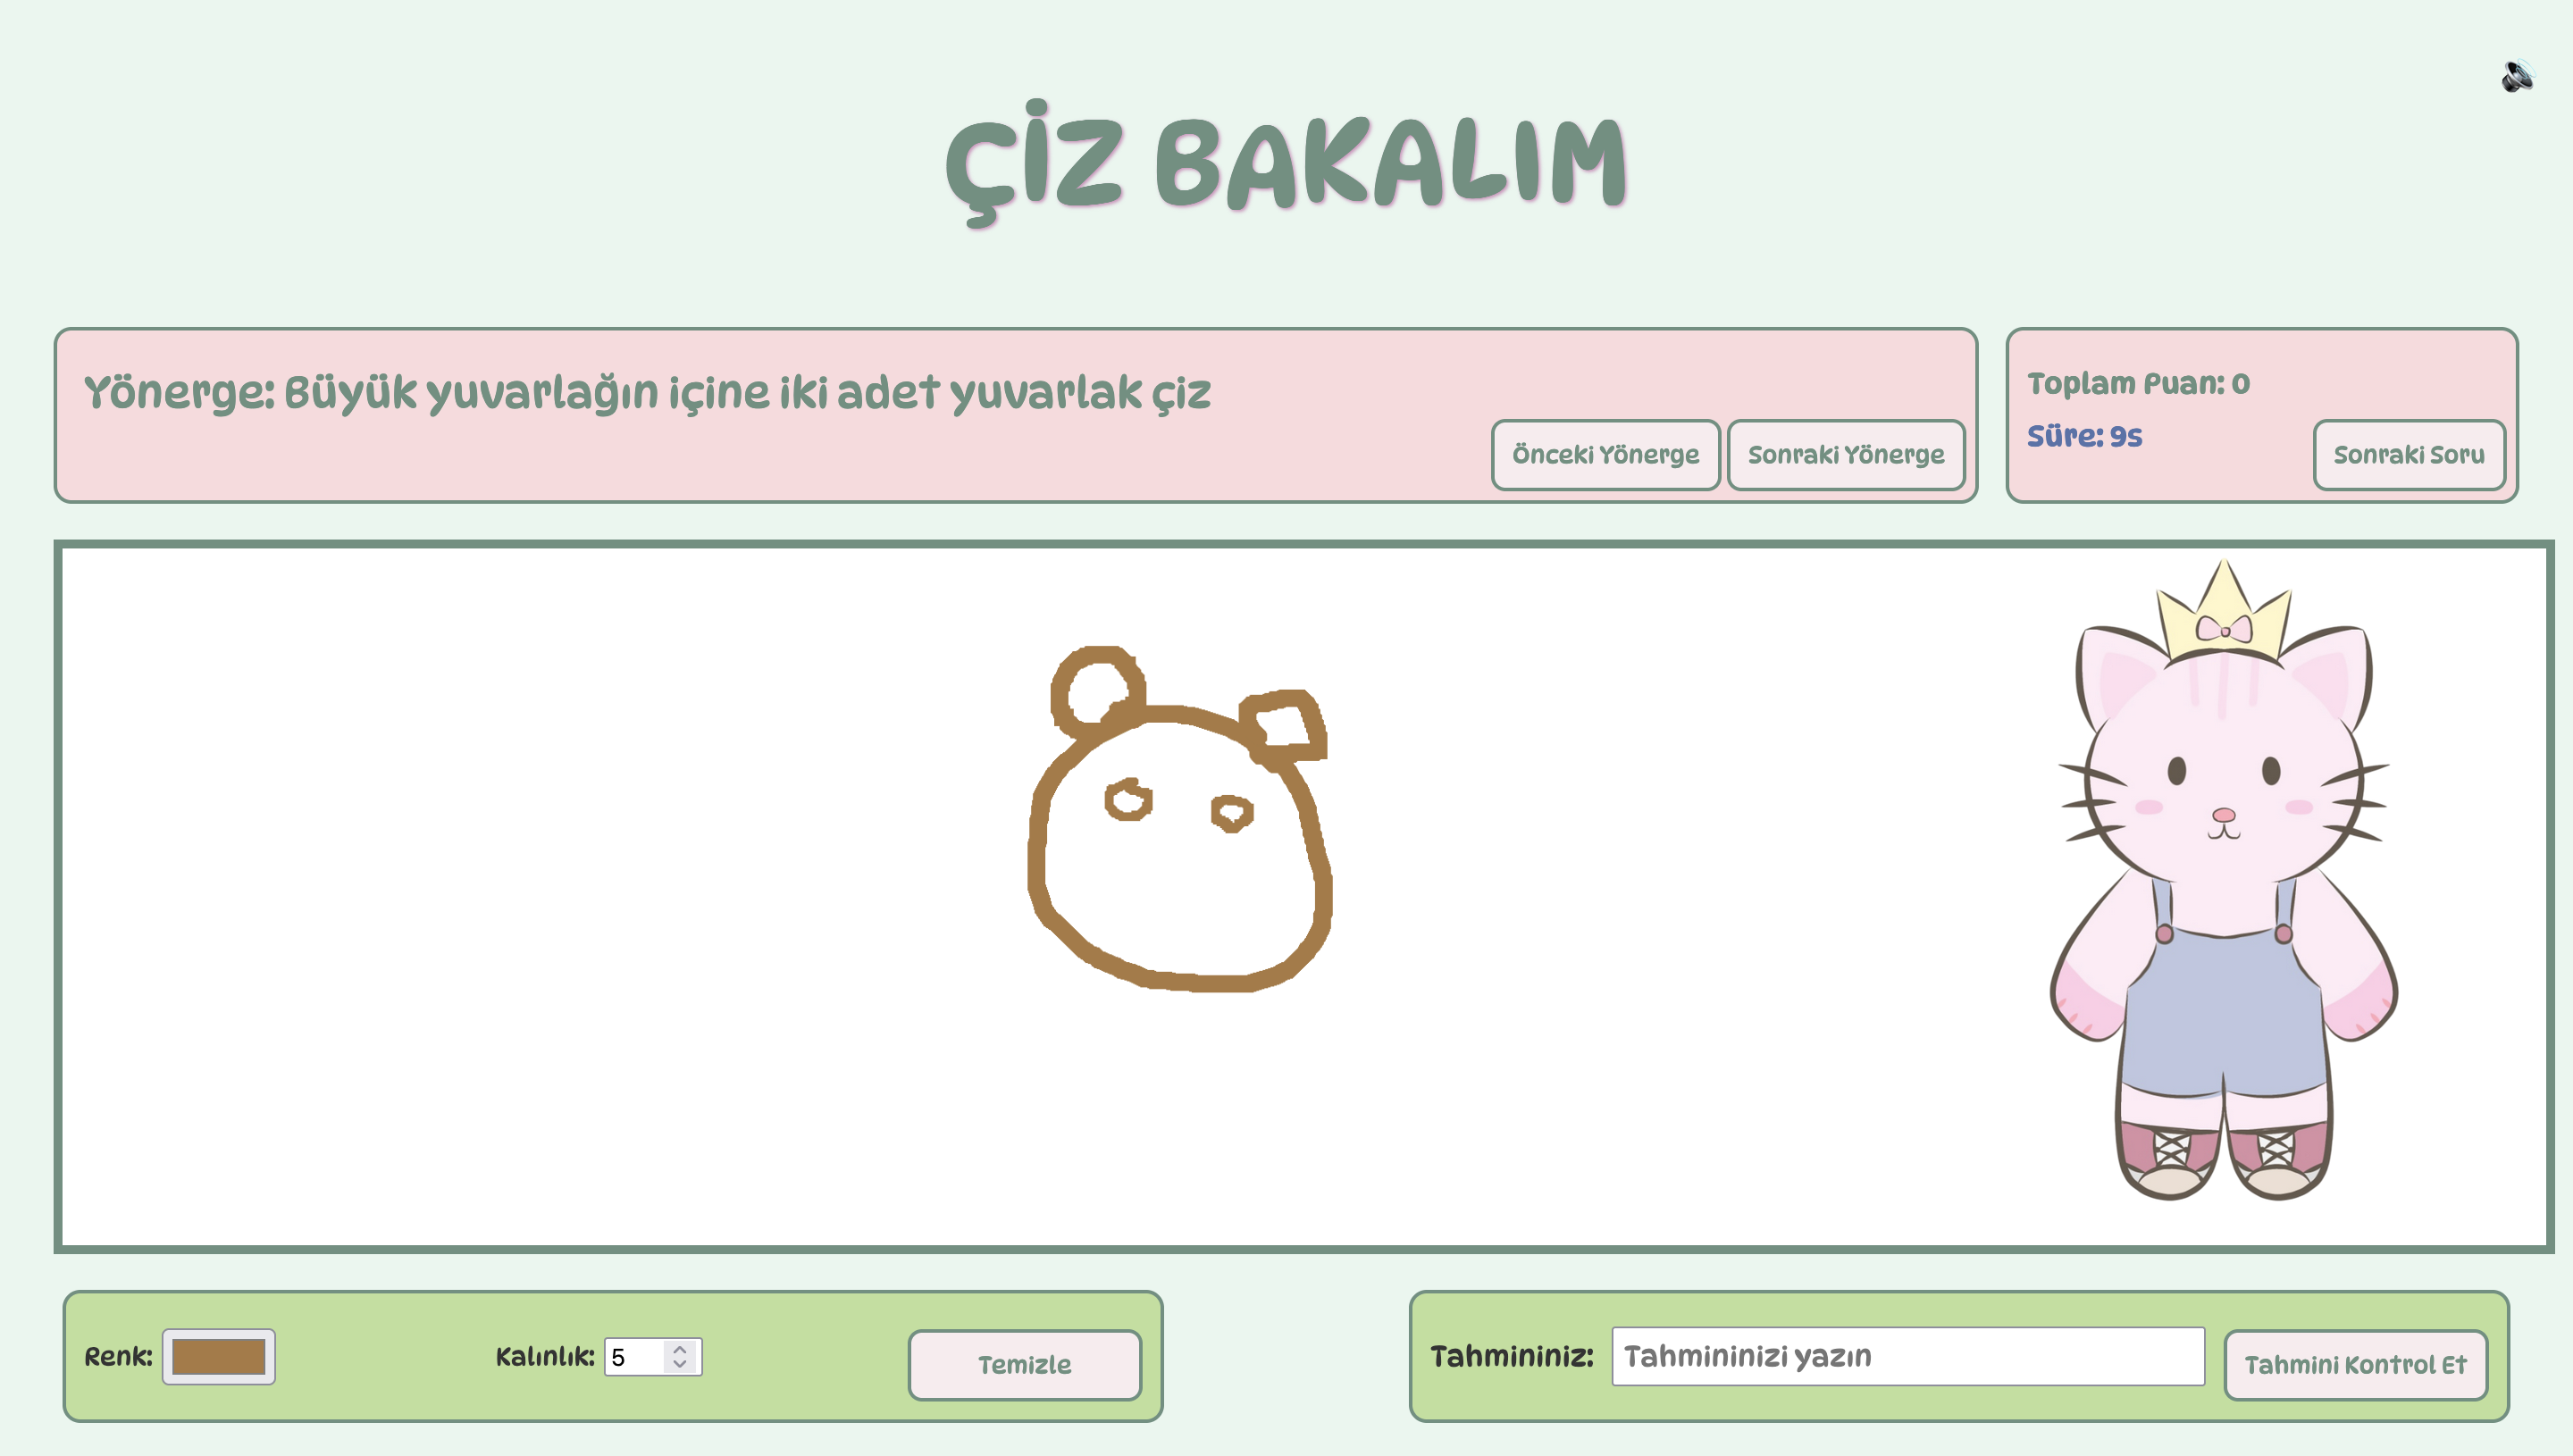 ÇİZ BAKALIM
Yönerge: Büyük yuvarlağın içine iki adet yuvarlak çiz
Önceki Yönerge
Sonraki Yönerge
Toplam Puan: 0
Süre: 9s
Sonraki Soru
Renk:
Kalınlık: 5
Temizle
Tahmininiz: Tahmininizi yazın
Tahmini Kontrol Et